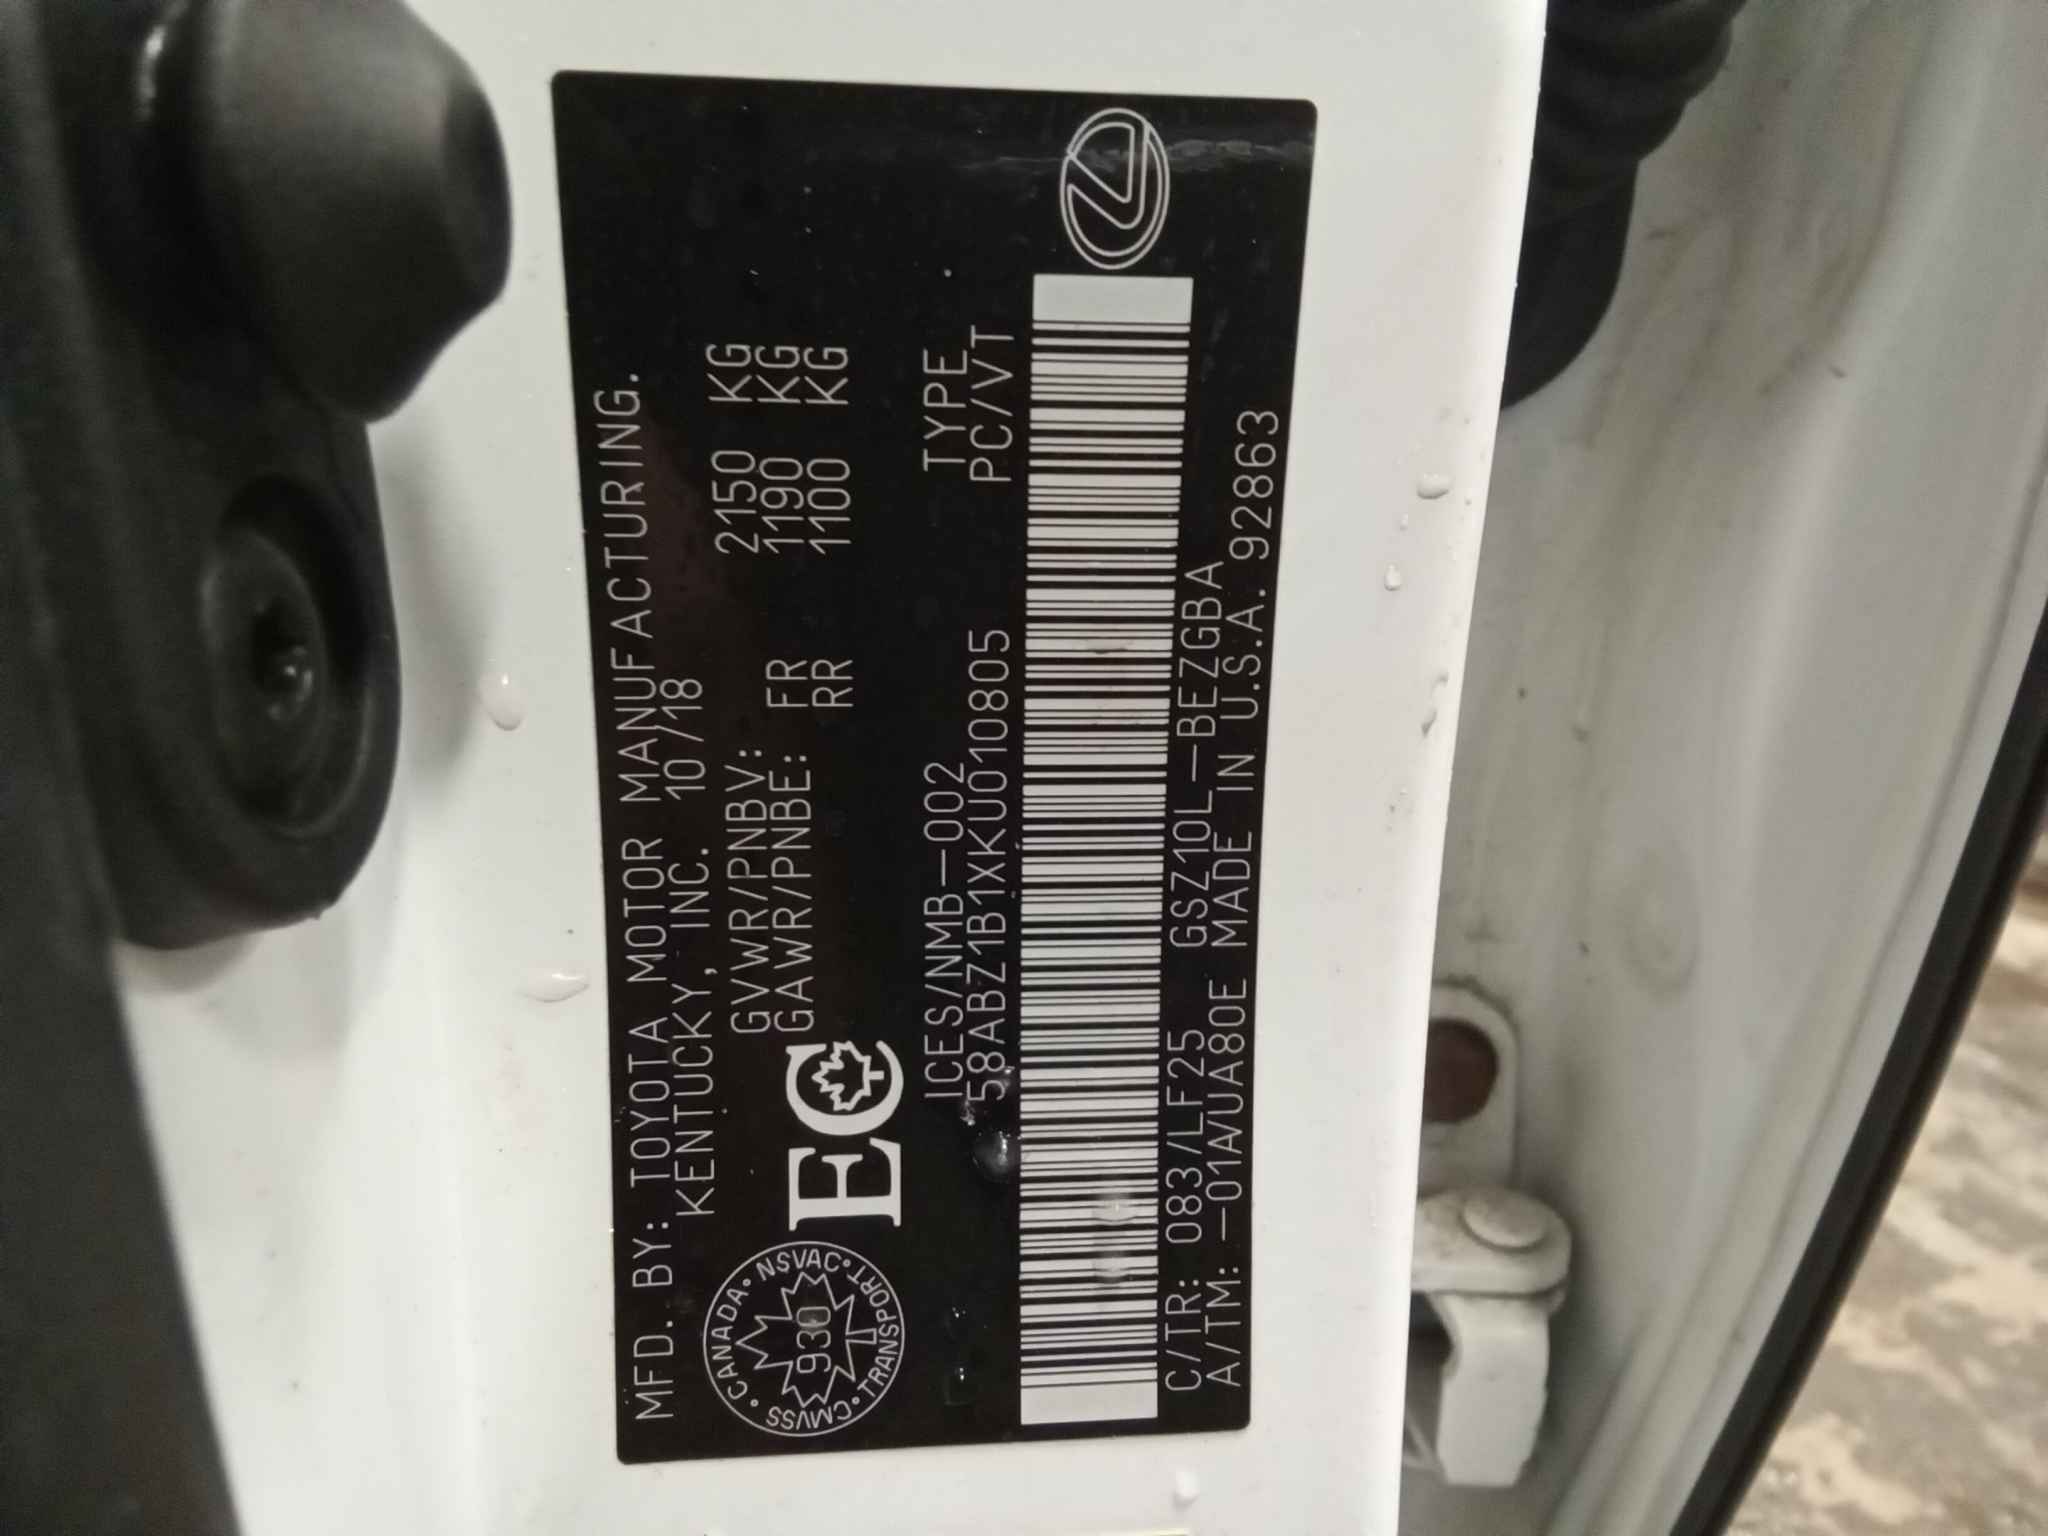 MFD. BY: TOYOTA MOTOR MANUFACTURING.
KENTUCKY, INC. 10/18
GVWR/PNBV: 2150 KG
GAWR/PNBE: FR 1190 KG
RR 1100 KG
CANADA • NSVAC • TRANSPORT • CMVSS •
930
EC
ICES/NMB-002 TYPE
58ABZ1B1XKU010805 PC/VT
C/TR: 083/LF25 GSZ10L-BEZGBA
A/TM: -01A/UA80E MADE IN U.S.A. 92863